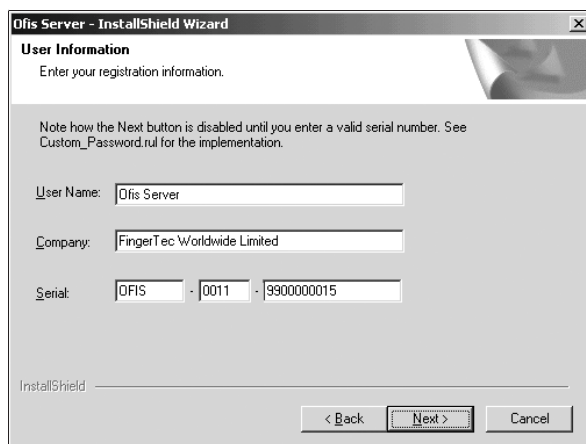 Ofis Server - InstallShield Wizard
User Information
Enter your registration information.
Note how the Next button is disabled until you enter a valid serial number. See
Custom_Password.rul for the implementation.
User Name: Ofis Server
Company: FingerTec Worldwide Limited
Serial: OFIS - 0011 - 9900000015
InstallShield
< Back Next > Cancel